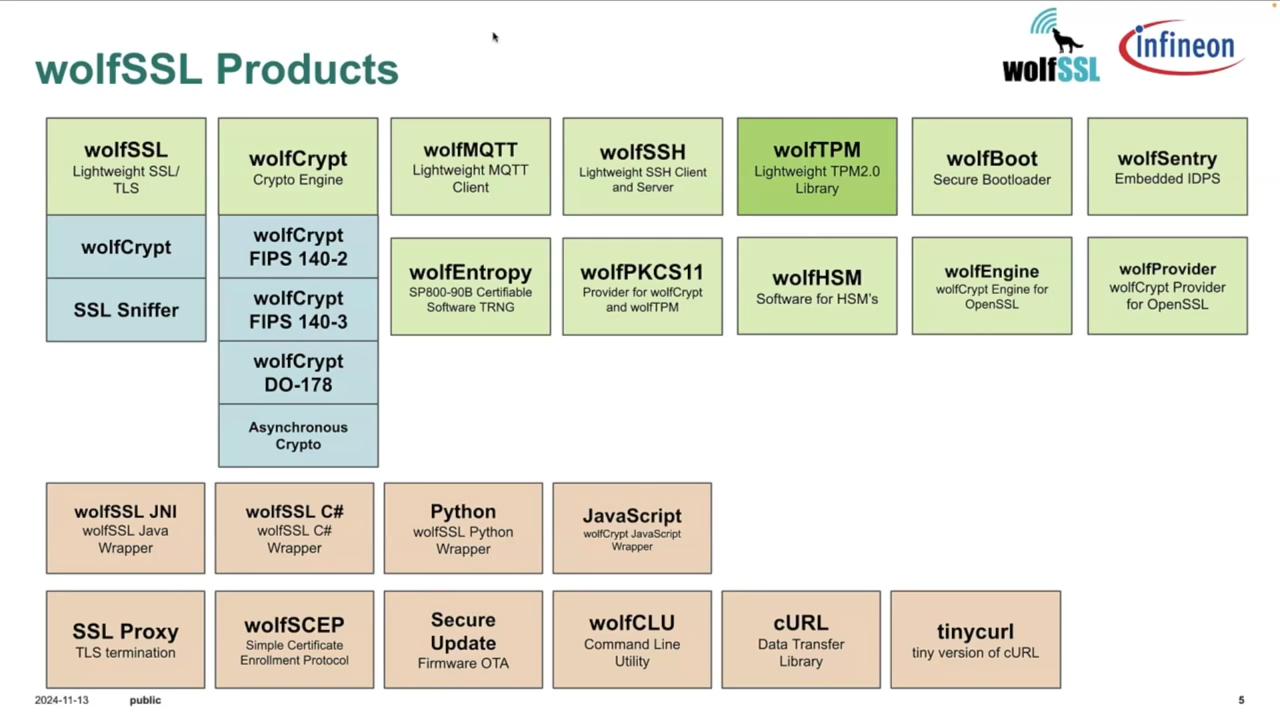 wolfSSL Products
wolfSSL
infineon
wolfSSL
Lightweight SSL/
TLS
wolfCrypt
SSL Sniffer
wolfCrypt
Crypto Engine
wolfCrypt
FIPS 140-2
wolfCrypt
FIPS 140-3
wolfCrypt
DO-178
Asynchronous
Crypto
wolfMQTT
Lightweight MQTT
Client
wolfSSH
Lightweight SSH Client
and Server
wolfTPM
Lightweight TPM2.0
Library
wolfBoot
Secure Bootloader
wolfSentry
Embedded IDPS
wolfEntropy
SP800-90B Certifiable
Software TRNG
wolfPKCS11
Provider for wolfCrypt
and wolfTPM
wolfHSM
Software for HSM's
wolfEngine
wolfCrypt Engine for
OpenSSL
wolfProvider
wolfCrypt Provider
for OpenSSL
wolfSSL JNI
wolfSSL Java
Wrapper
wolfSSL C#
wolfSSL C#
Wrapper
Python
wolfSSL Python
Wrapper
JavaScript
wolfCrypt JavaScript
Wrapper
SSL Proxy
TLS termination
wolfSCEP
Simple Certificate
Enrollment Protocol
Secure
Update
Firmware OTA
wolfCLU
Command Line
Utility
cURL
Data Transfer
Library
tinycurl
tiny version of cURL
2024-11-13
public
5